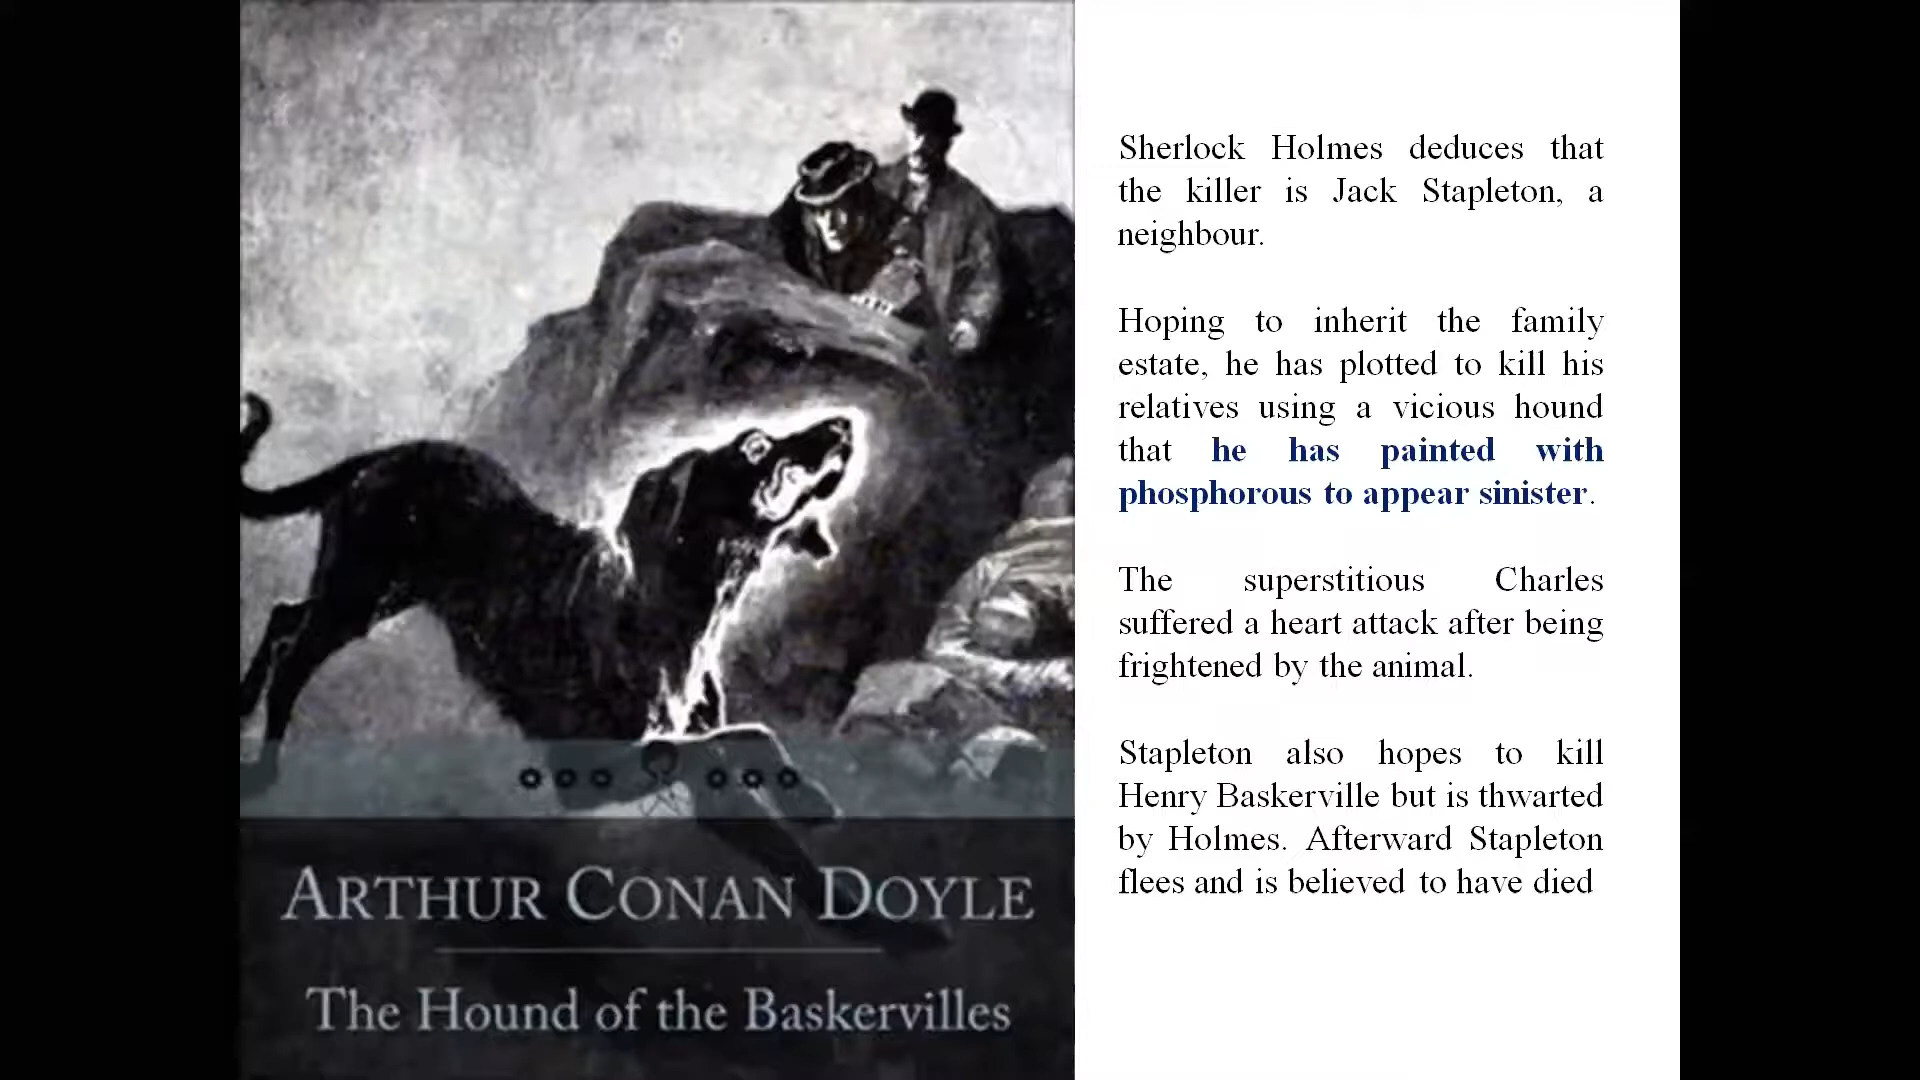 ARTHUR CONAN DOYLE
The Hound of the Baskervilles
Sherlock Holmes deduces that
the killer is Jack Stapleton, a
neighbour.
Hoping to inherit the family
estate, he has plotted to kill his
relatives using a vicious hound
that he has painted with
phosphorous to appear sinister.
The superstitious Charles
suffered a heart attack after being
frightened by the animal.
Stapleton also hopes to kill
Henry Baskerville but is thwarted
by Holmes. Afterward Stapleton
flees and is believed to have died